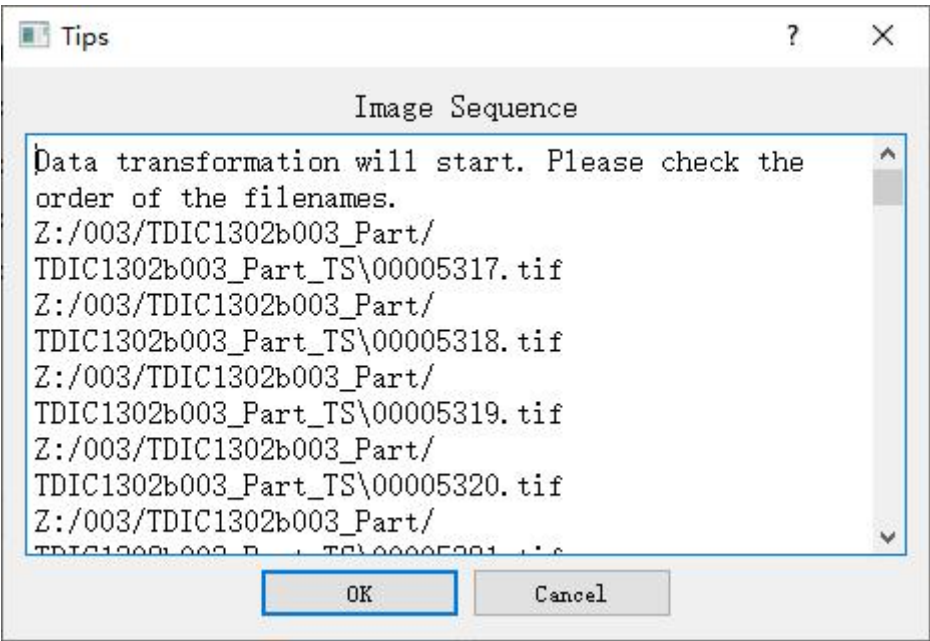 Tips
Image Sequence
Data transformation will start. Please check the
order of the filenames.
Z:/003/TDIC1302b003_Part/
TDIC1302b003_Part_TS\00005317.tif
Z:/003/TDIC1302b003_Part/
TDIC1302b003_Part_TS\00005318.tif
Z:/003/TDIC1302b003_Part/
TDIC1302b003_Part_TS\00005319.tif
Z:/003/TDIC1302b003_Part/
TDIC1302b003_Part_TS\00005320.tif
Z:/003/TDIC1302b003_Part/
OK
Cancel